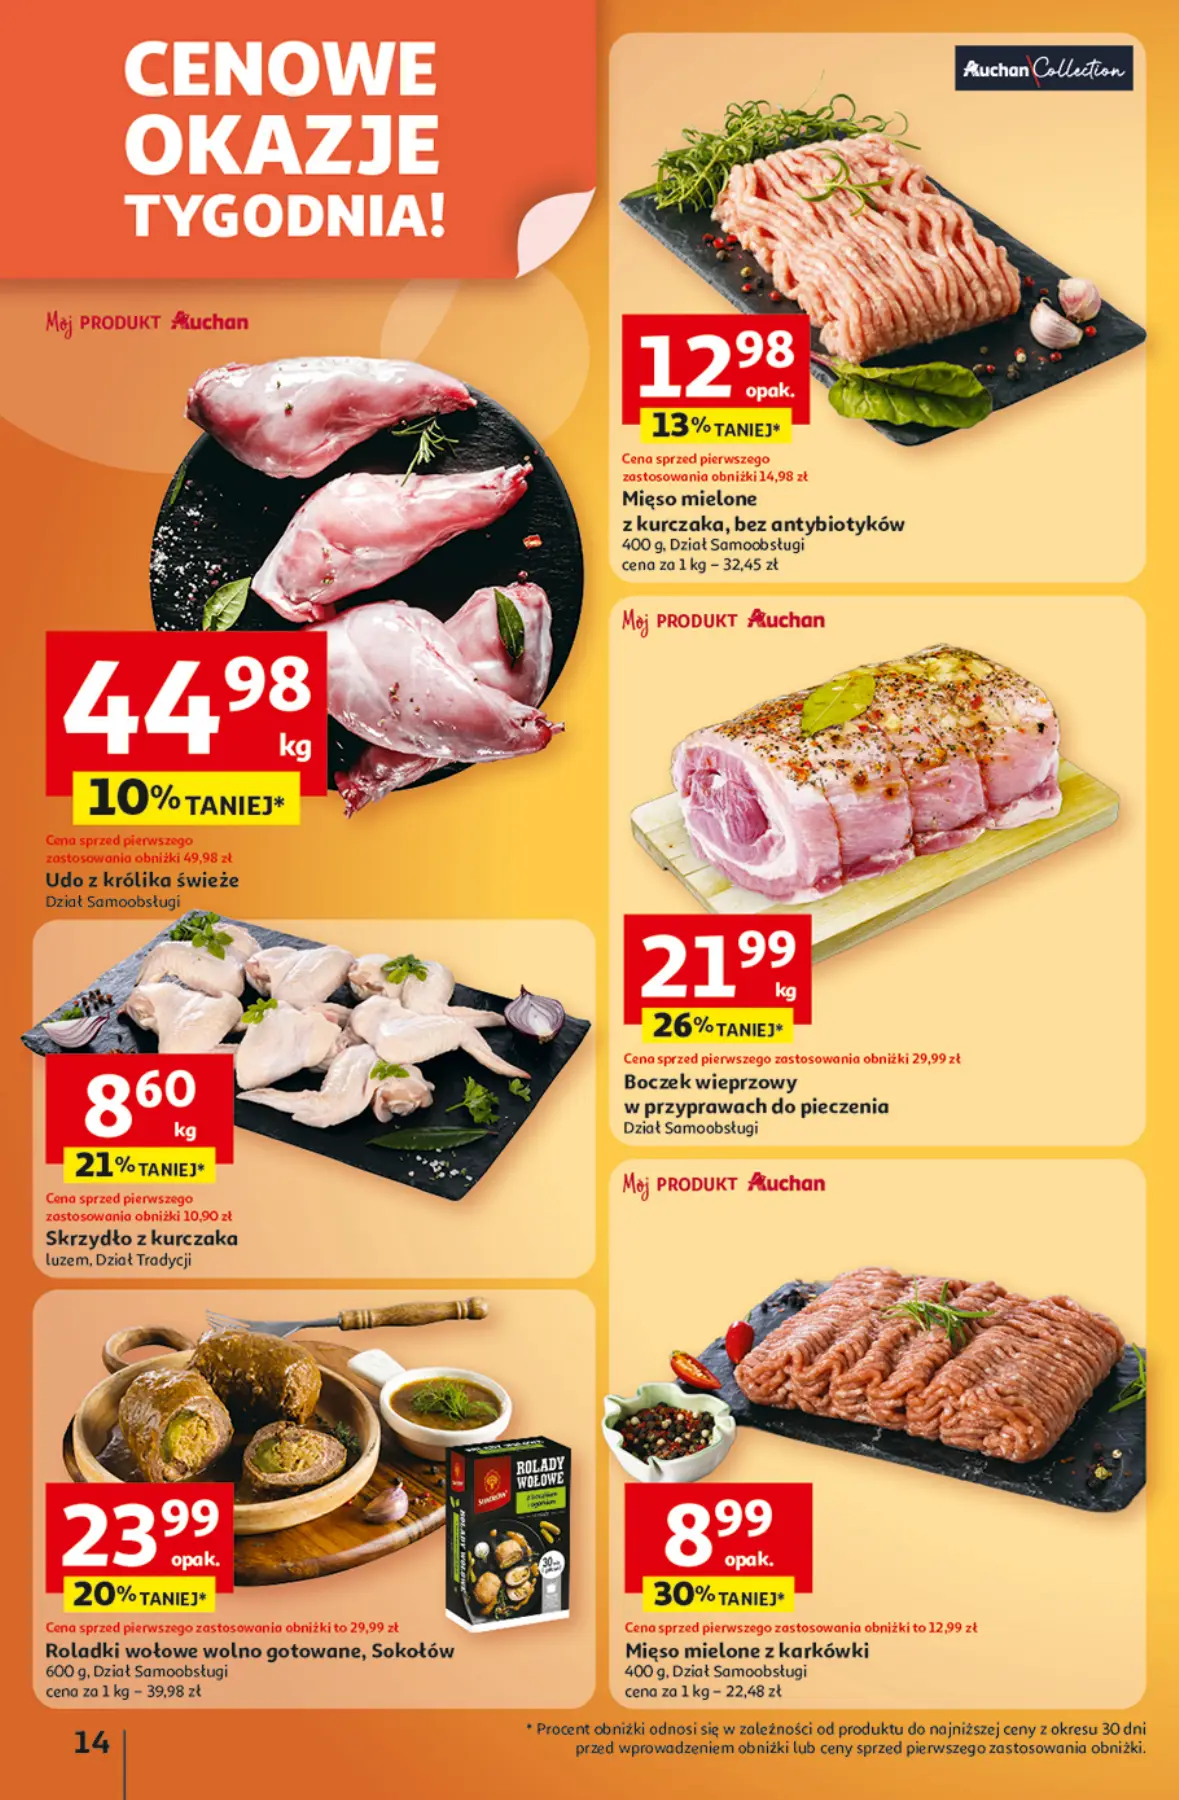 CENOWE
OKAZJE
TYGODNIA!
Auchan Collection
12 98
opak.
13% TANIEJ*
Cena sprzed pierwszego
zastosowania obniżki 14,98 zł
Mięso mielone
z kurczaka, bez antybiotyków
400 g, Dział Samoobsługi
cena za 1 kg – 32,45 zł
Mój PRODUKT Auchan
44 98
kg
10% TANIEJ*
Cena sprzed pierwszego
zastosowania obniżki 49,98 zł
Udo z królika świeże
Dział Samoobsługi
Mój PRODUKT Auchan
21 99
kg
26% TANIEJ*
Cena sprzed pierwszego zastosowania obniżki 29,99 zł
Boczek wieprzowy
w przyprawach do pieczenia
Dział Samoobsługi
8 60
kg
21% TANIEJ*
Cena sprzed pierwszego
zastosowania obniżki 10,90 zł
Skrzydło z kurczaka
luzem, Dział Tradycji
Mój PRODUKT Auchan
8 99
opak.
30% TANIEJ*
Cena sprzed pierwszego zastosowania obniżki to 12,99 zł
Mięso mielone z karkówki
400 g, Dział Samoobsługi
cena za 1 kg – 22,48 zł
ROLADY
WOŁOWE
z boczkiem
i ogórkiem
SOKOŁÓW
ROLADY WOŁOWE
30
23 99
opak.
20% TANIEJ*
Cena sprzed pierwszego zastosowania obniżki to 29,99 zł
Roladki wołowe wolno gotowane, Sokołów
600 g, Dział Samoobsługi
cena za 1 kg – 39,98 zł
* Procent obniżki odnosi się w zależności od produktu do najniższej ceny z okresu 30 dni
przed wprowadzeniem obniżki lub ceny sprzed pierwszego zastosowania obniżki.
14